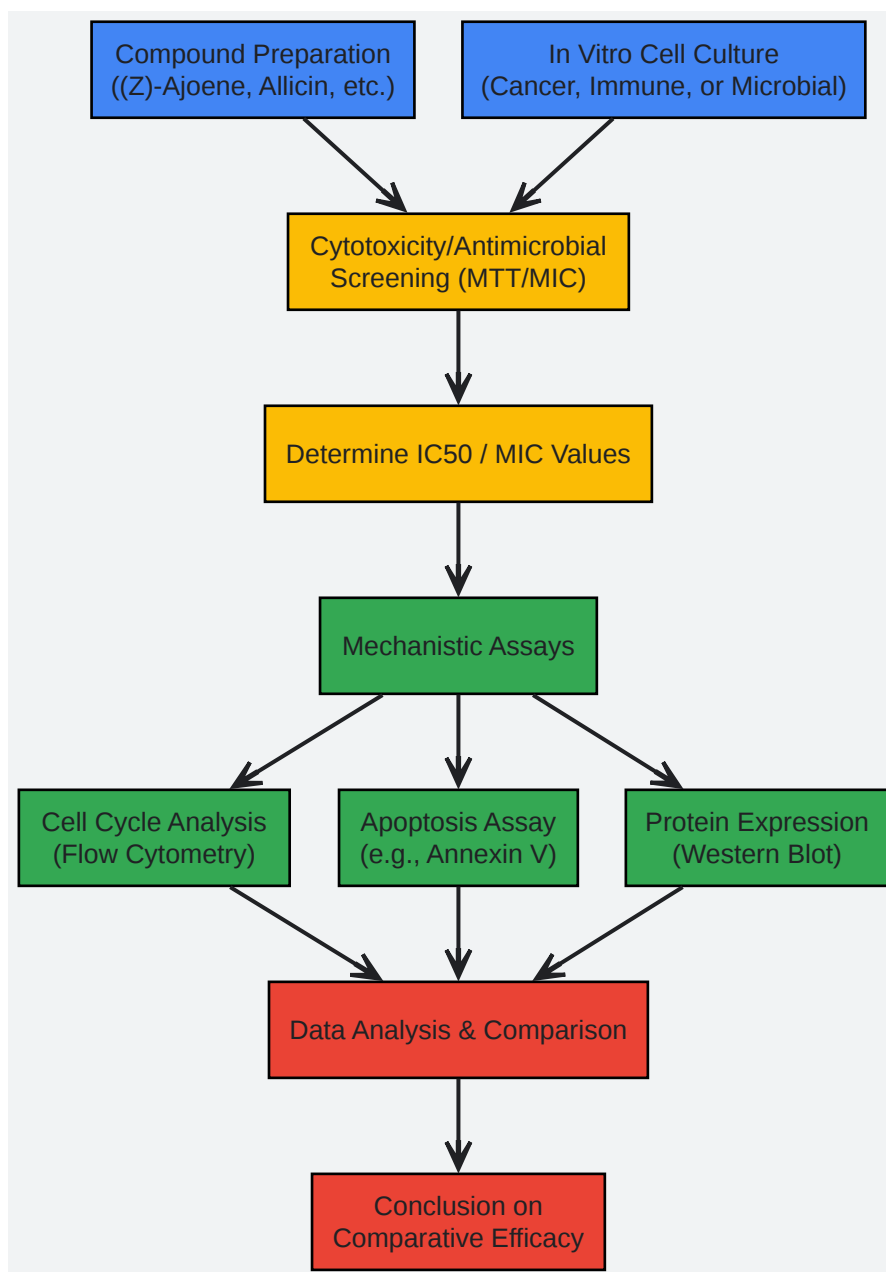 Compound Preparation
((Z)-Ajoene, Allicin, etc.)
In Vitro Cell Culture
(Cancer, Immune, or Microbial)
Cytotoxicity/Antimicrobial
Screening (MTT/MIC)
Determine IC50 / MIC Values
Mechanistic Assays
Cell Cycle Analysis
(Flow Cytometry)
Apoptosis Assay
(e.g., Annexin V)
Protein Expression
(Western Blot)
Data Analysis & Comparison
Conclusion on
Comparative Efficacy